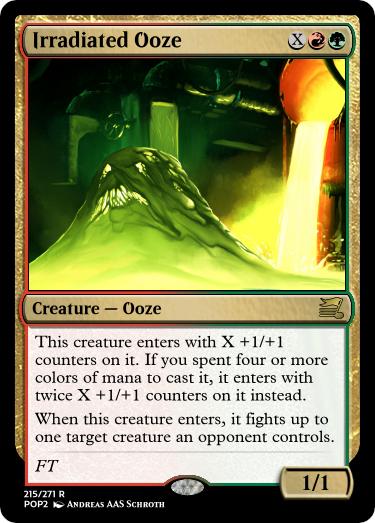 Irradiated Ooze X
Creature — Ooze
This creature enters with X +1/+1
counters on it. If you spent four or more
colors of mana to cast it, it enters with
twice X +1/+1 counters on it instead.
When this creature enters, it fights up to
one target creature an opponent controls.
FT
1/1
215/271 R
POP2 Andreas AAS Schroth